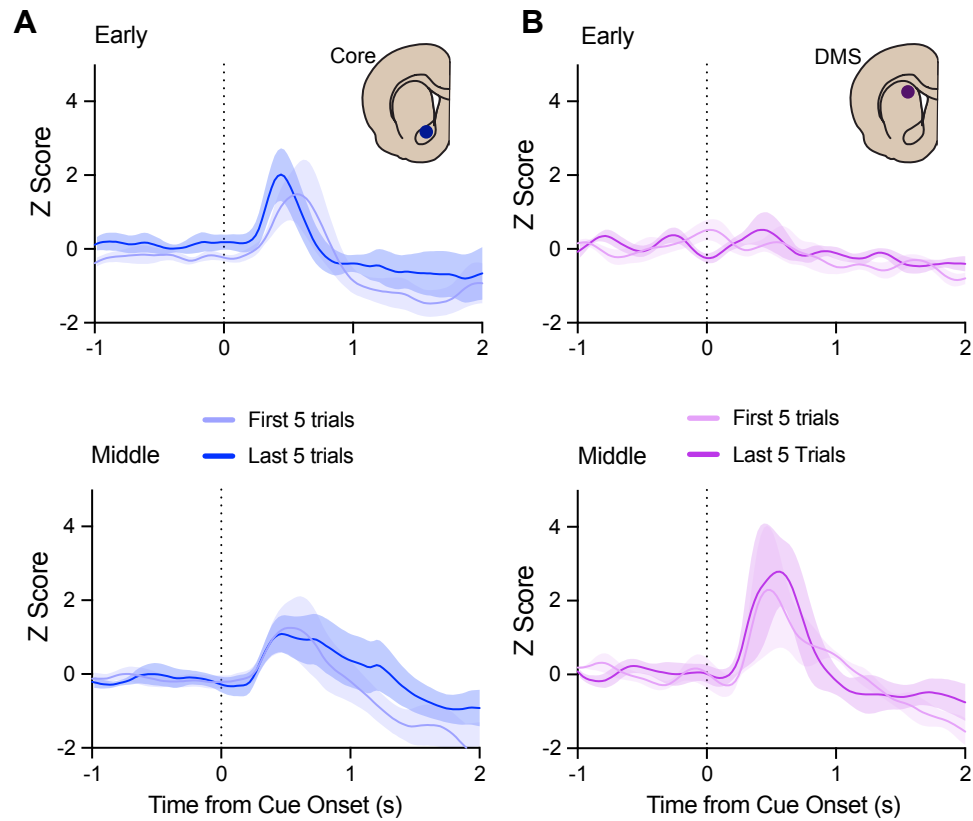 A
Early
Core
Z Score
4
2
0
-2
-1
0
1
2
B
Early
DMS
Z Score
4
2
0
-2
-1
0
1
2
First 5 trials
Last 5 trials
Middle
Z Score
4
2
0
-2
-1
0
1
2
Time from Cue Onset (s)
First 5 trials
Last 5 Trials
Middle
Z Score
4
2
0
-2
-1
0
1
2
Time from Cue Onset (s)